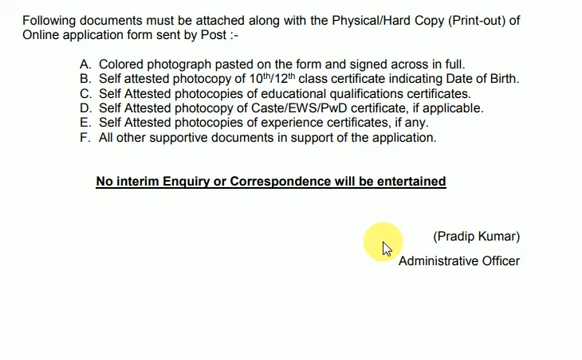 Following documents must be attached along with the Physical/Hard Copy (Print-out) of
Online application form sent by Post :-
A. Colored photograph pasted on the form and signed across in full.
B. Self attested photocopy of 10th/12th class certificate indicating Date of Birth.
C. Self Attested photocopies of educational qualifications certificates.
D. Self Attested photocopy of Caste/EWS/PwD certificate, if applicable.
E. Self Attested photocopies of experience certificates, if any.
F. All other supportive documents in support of the application.
No interim Enquiry or Correspondence will be entertained
(Pradip Kumar)
Administrative Officer